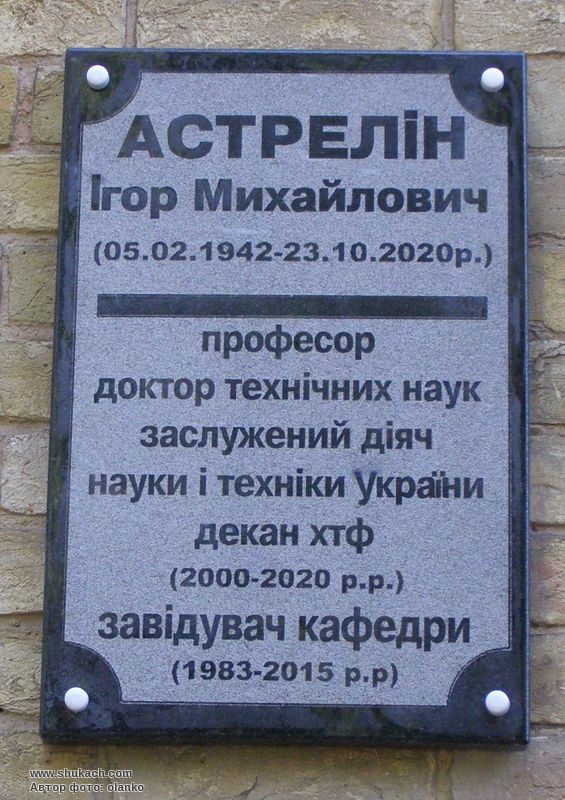 АСТРЕЛІН
Ігор Михайлович
(05.02.1942-23.10.2020р.)
професор
доктор технічних наук
заслужений діяч
науки і техніки України
декан хтф
(2000-2020 р.р.)
завідувач кафедри
(1983-2015 р.р)
www.shukach.com
Автор фото: olanko